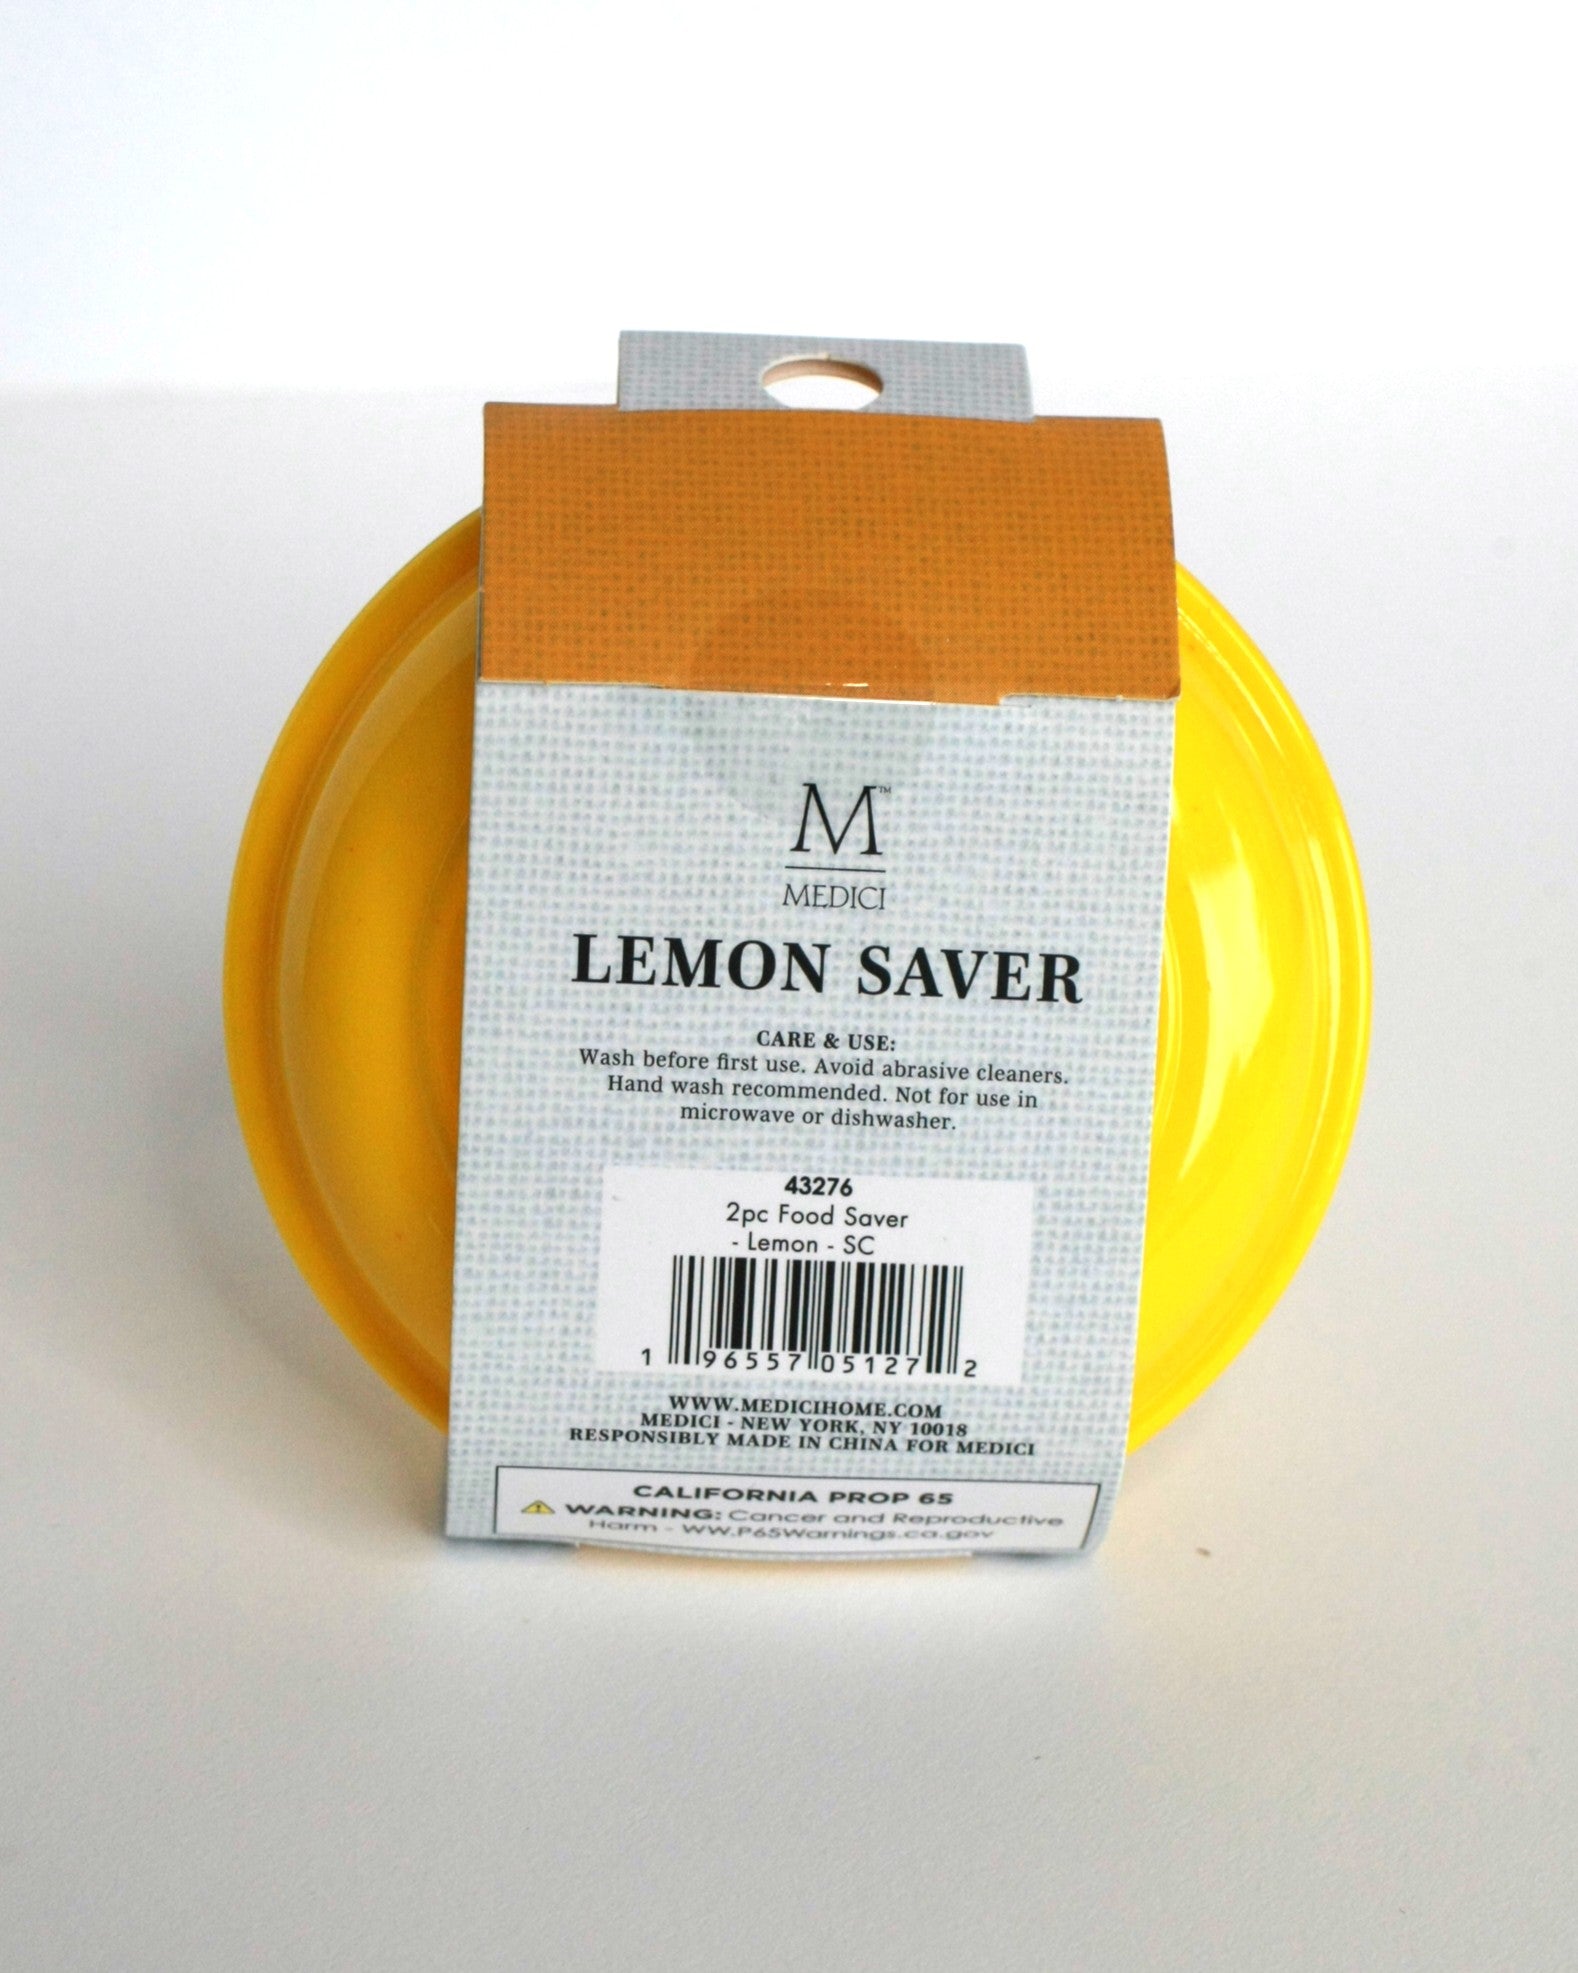 M™
MEDICI
LEMON SAVER
CARE & USE:
Wash before first use. Avoid abrasive cleaners.
Hand wash recommended. Not for use in
microwave or dishwasher.
43276
2pc Food Saver
- Lemon - SC
1 96557 05127 2
WWW.MEDICIHOME.COM
MEDICI - NEW YORK, NY 10018
RESPONSIBLY MADE IN CHINA FOR MEDICI
CALIFORNIA PROP 65
WARNING: Cancer and Reproductive
Harm - WW.P65Warnings.ca.gov